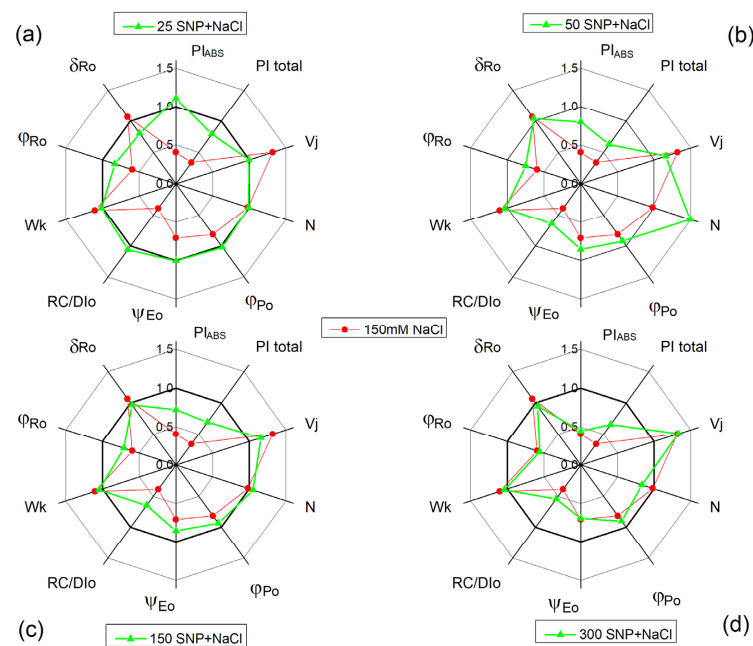 (a)
25 SNP+NaCl
PI_ABS
1.5
1.0
0.5
0.0
PI total
Vj
N
φPo
ψEo
RC/DIo
Wk
φRo
δRo
50 SNP+NaCl
(b)
PI_ABS
1.5
1.0
0.5
0.0
PI total
Vj
N
φPo
ψEo
RC/DIo
Wk
φRo
δRo
150mM NaCl
PI_ABS
1.5
1.0
0.5
0.0
PI total
Vj
N
φPo
ψEo
RC/DIo
Wk
φRo
δRo
(c)
150 SNP+NaCl
PI_ABS
1.5
1.0
0.5
0.0
PI total
Vj
N
φPo
ψEo
RC/DIo
Wk
φRo
δRo
300 SNP+NaCl
(d)